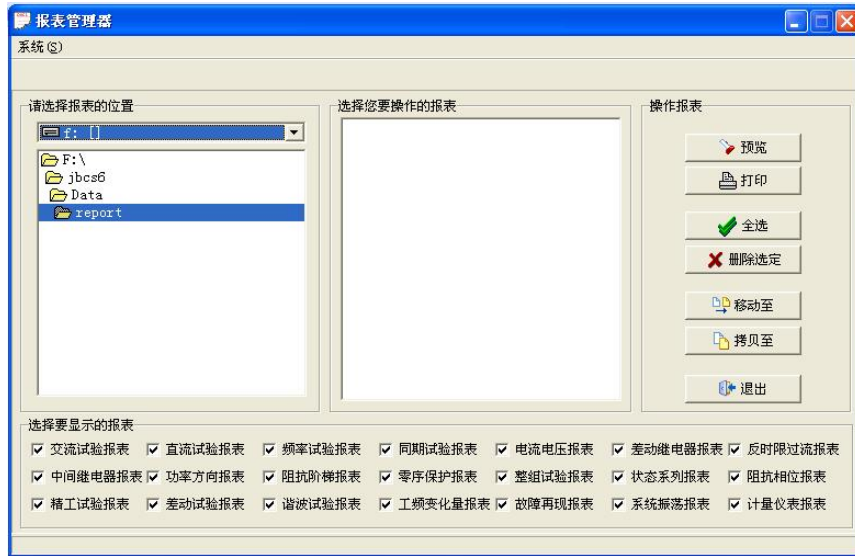 报表管理器
系统(S)
请选择报表的位置
选择您要操作的报表
操作报表
f: []
F:\
jbcs6
Data
report
预览
打印
全选
删除选定
移动至
拷贝至
退出
选择要显示的报表
交流试验报表 直流试验报表 频率试验报表 同期试验报表 电流电压报表 差动继电器报表 反时限过流报表
中间继电器报表 功率方向报表 阻抗阶梯报表 零序保护报表 整组试验报表 状态系列报表 阻抗相位报表
精工试验报表 差动试验报表 谐波试验报表 工频变化量报表 故障再现报表 系统振荡报表 计量仪表报表